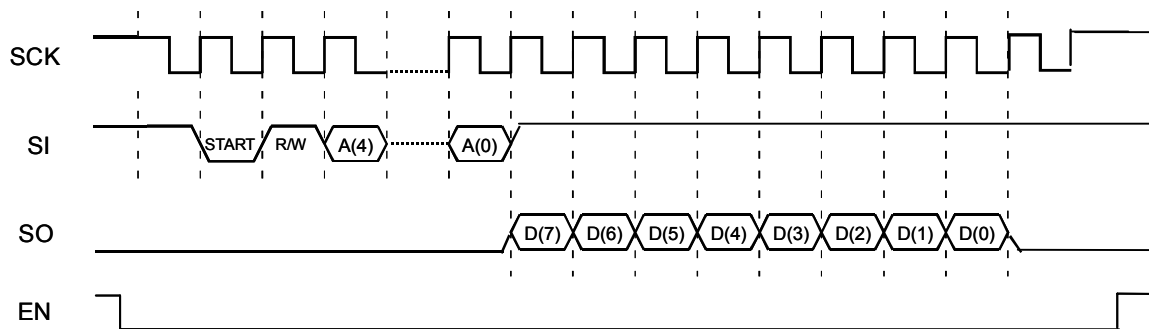 SCK
SI START R/W A(4) A(0)
SO D(7) D(6) D(5) D(4) D(3) D(2) D(1) D(0)
EN